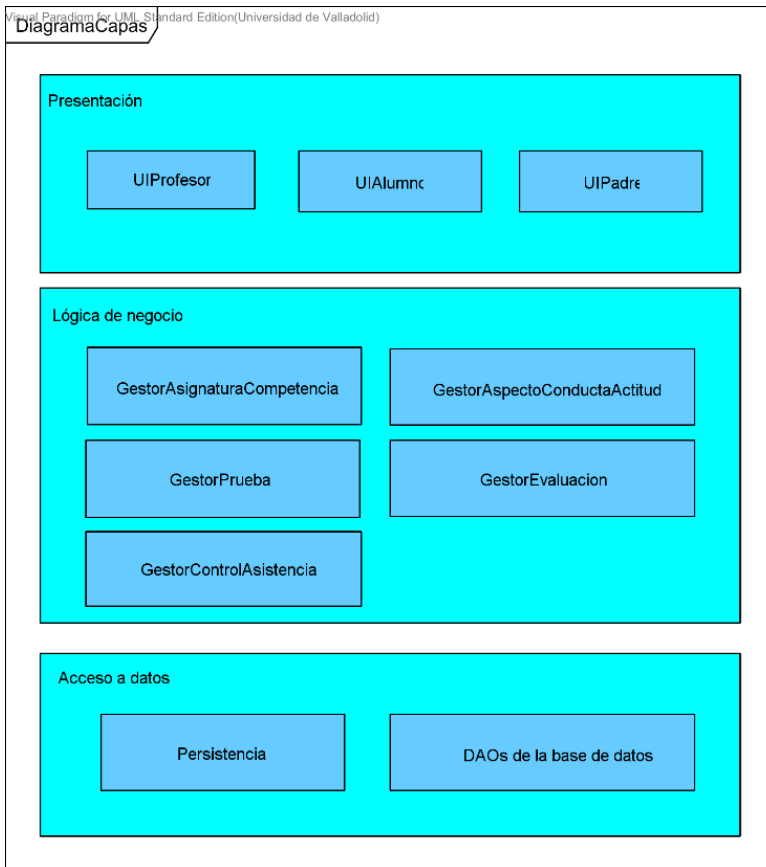 Visual Paradigm for UML Standard Edition(Universidad de Valladolid)
DiagramaCapas
Presentación
UIProfesor
UIAlumno
UIPadre
Lógica de negocio
GestorAsignaturaCompetencia
GestorAspectoConductaActitud
GestorPrueba
GestorEvaluacion
GestorControlAsistencia
Acceso a datos
Persistencia
DAOs de la base de datos